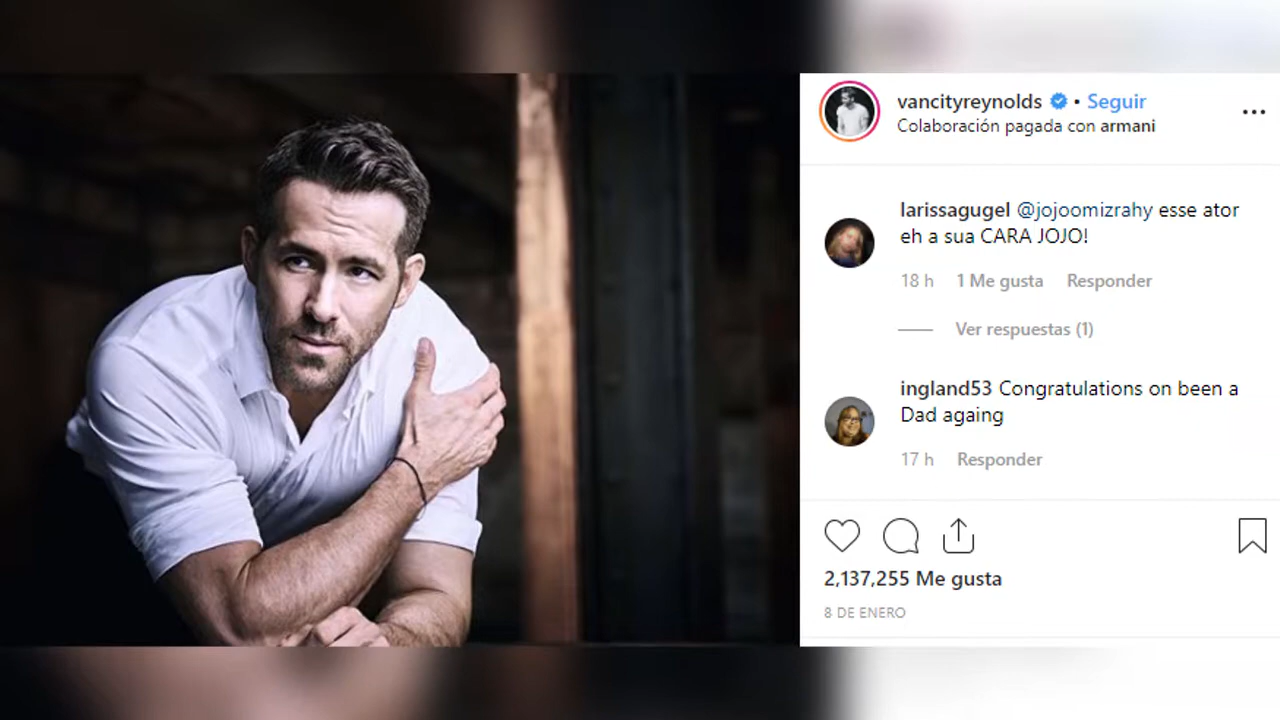 vancityreynolds • Seguir
Colaboración pagada con armani
larissagugel @jojoomizrahy esse ator
eh a sua CARA JOJO!
18 h 1 Me gusta Responder
Ver respuestas (1)
ingland53 Congratulations on been a
Dad againg
17 h Responder
2,137,255 Me gusta
8 DE ENERO